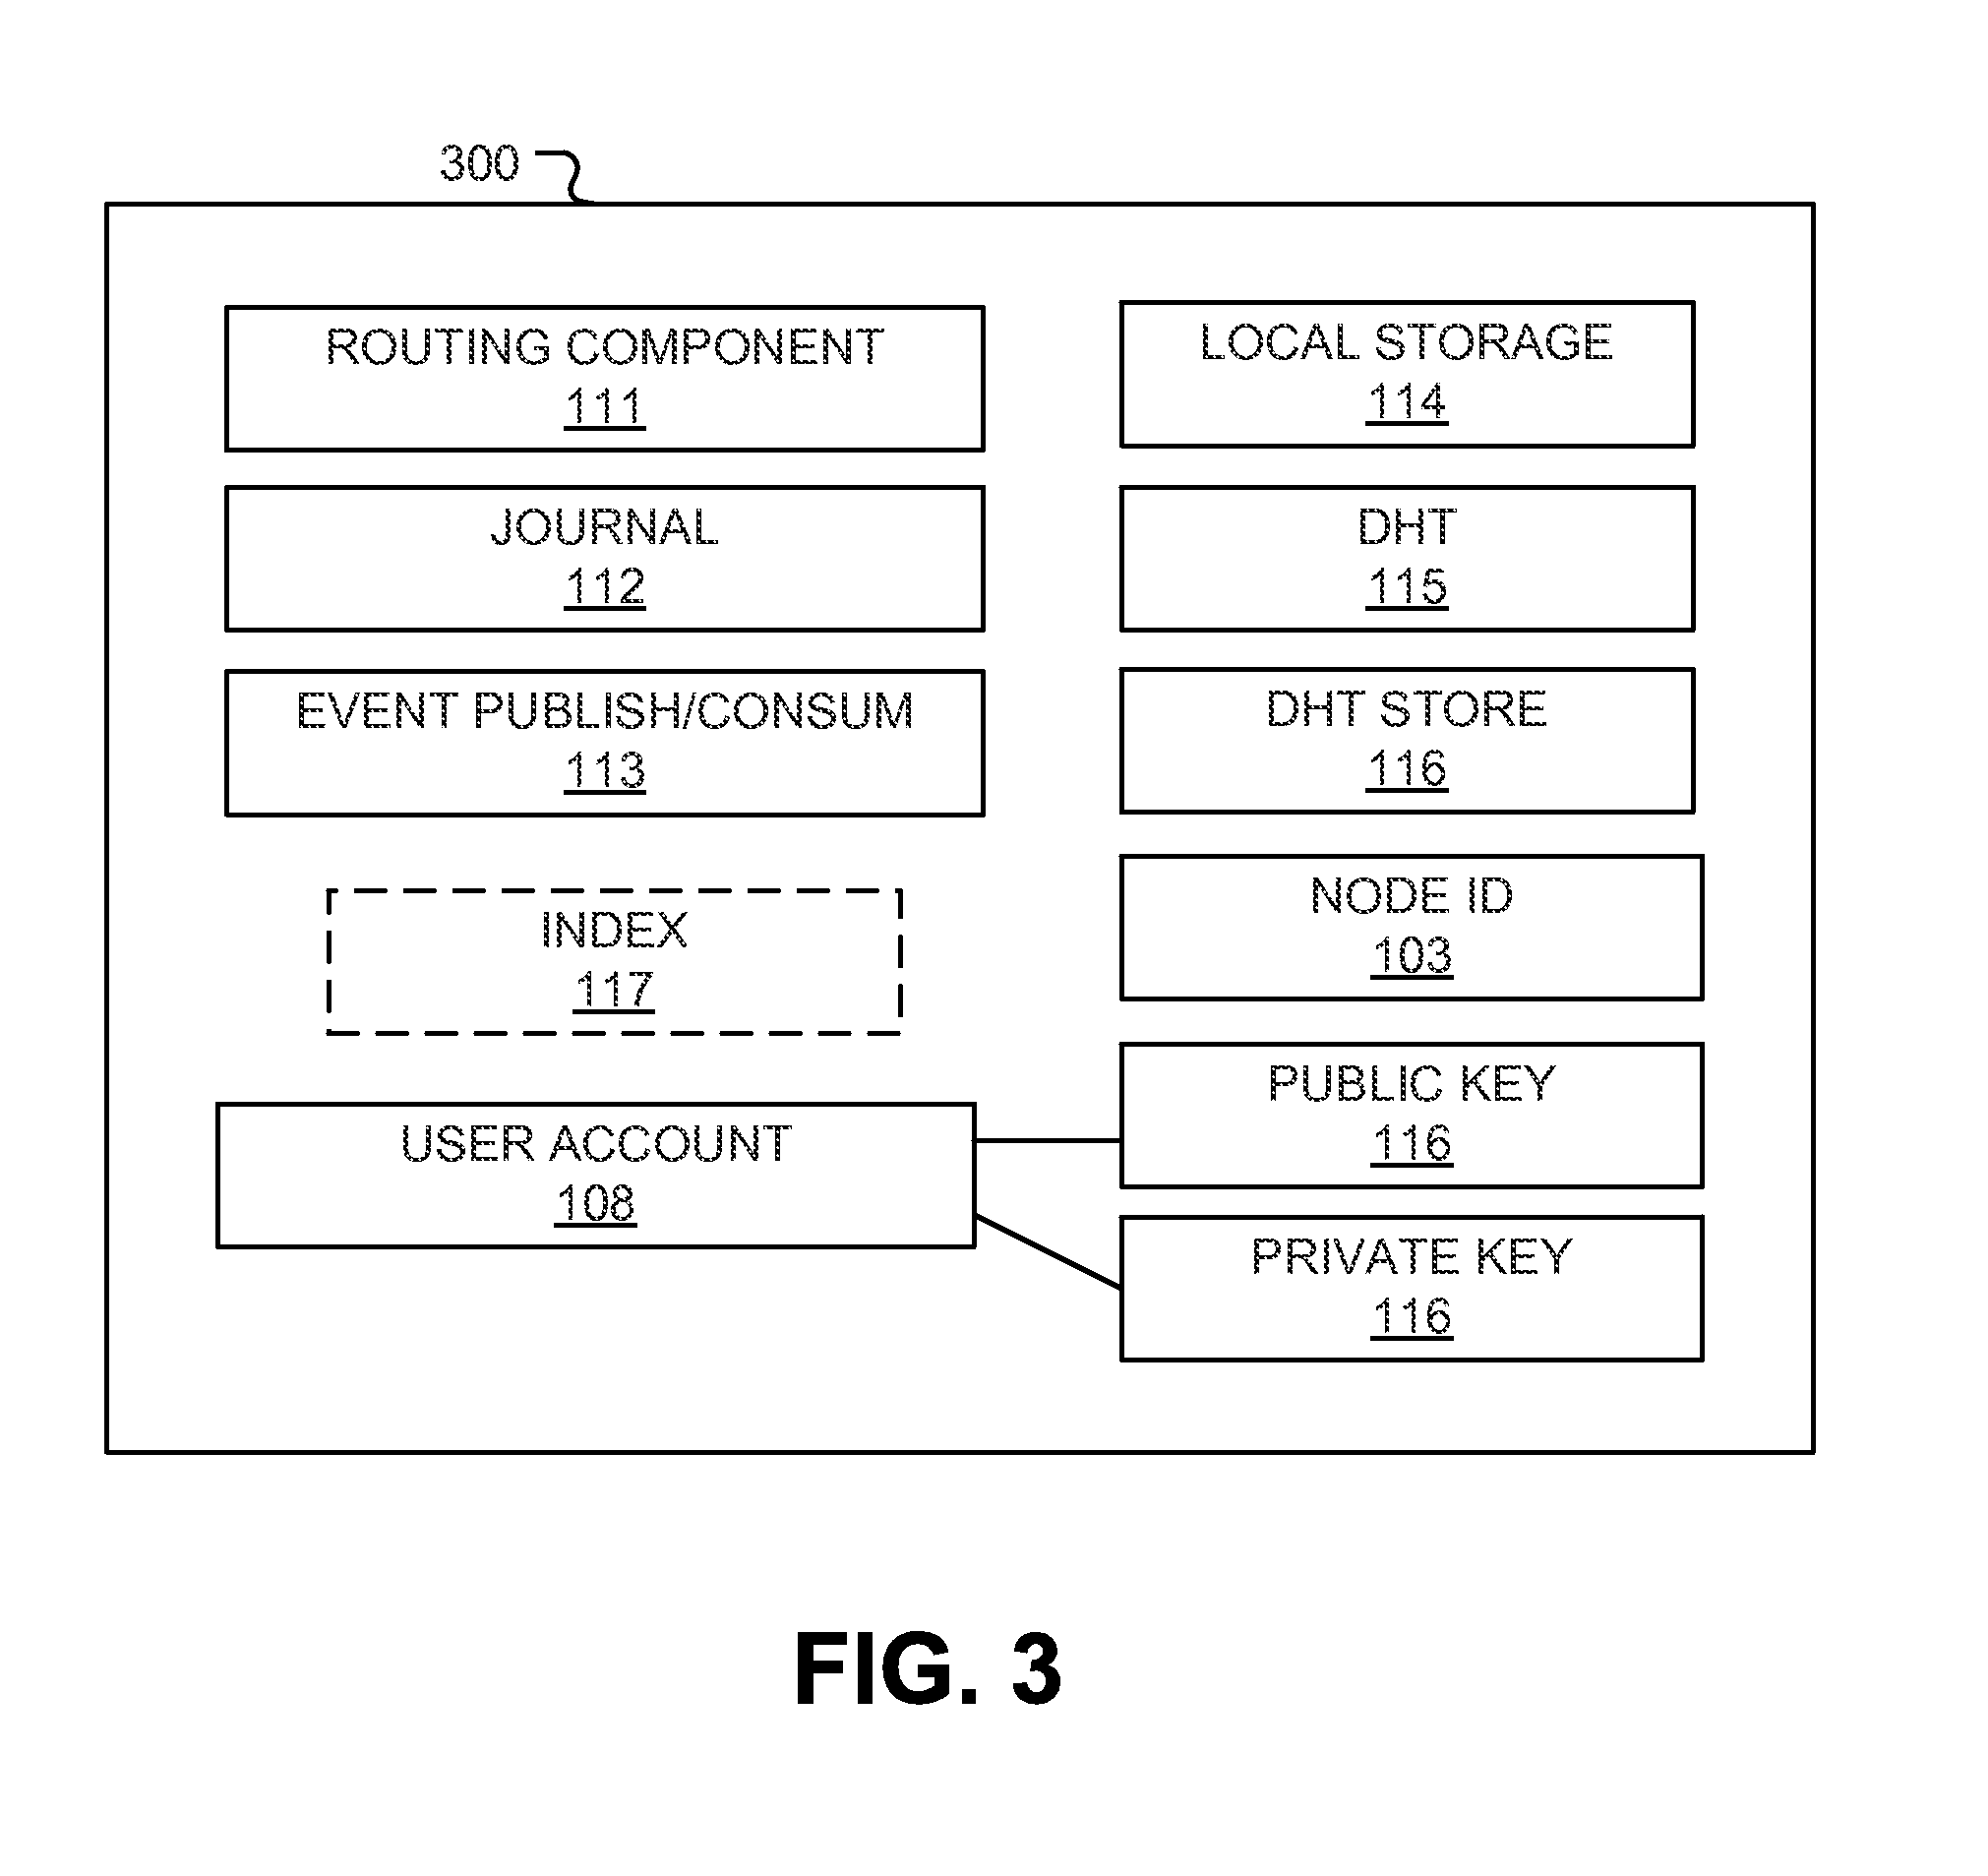 300
ROUTING COMPONENT
111
LOCAL STORAGE
114
JOURNAL
112
DHT
115
EVENT PUBLISH/CONSUM
113
DHT STORE
116
INDEX
117
NODE ID
103
USER ACCOUNT
108
PUBLIC KEY
116
PRIVATE KEY
116
FIG. 3